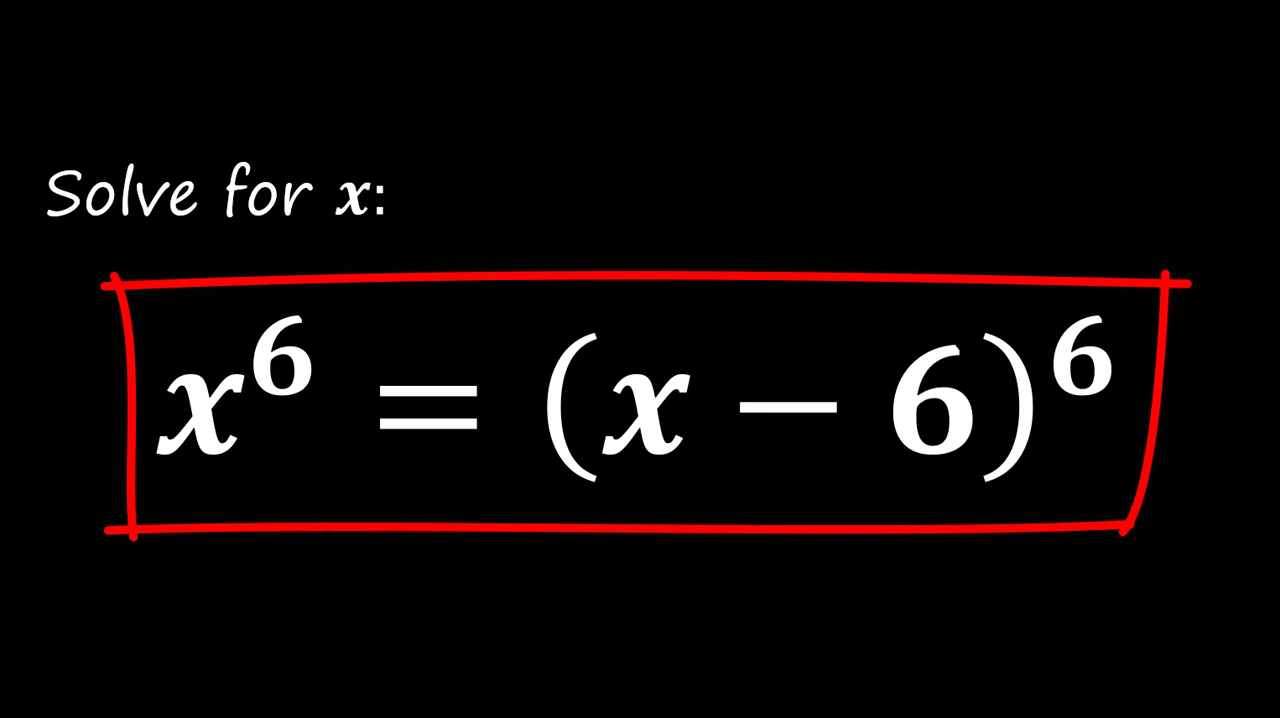 Solve for x:
x⁶ = (x − 6)⁶